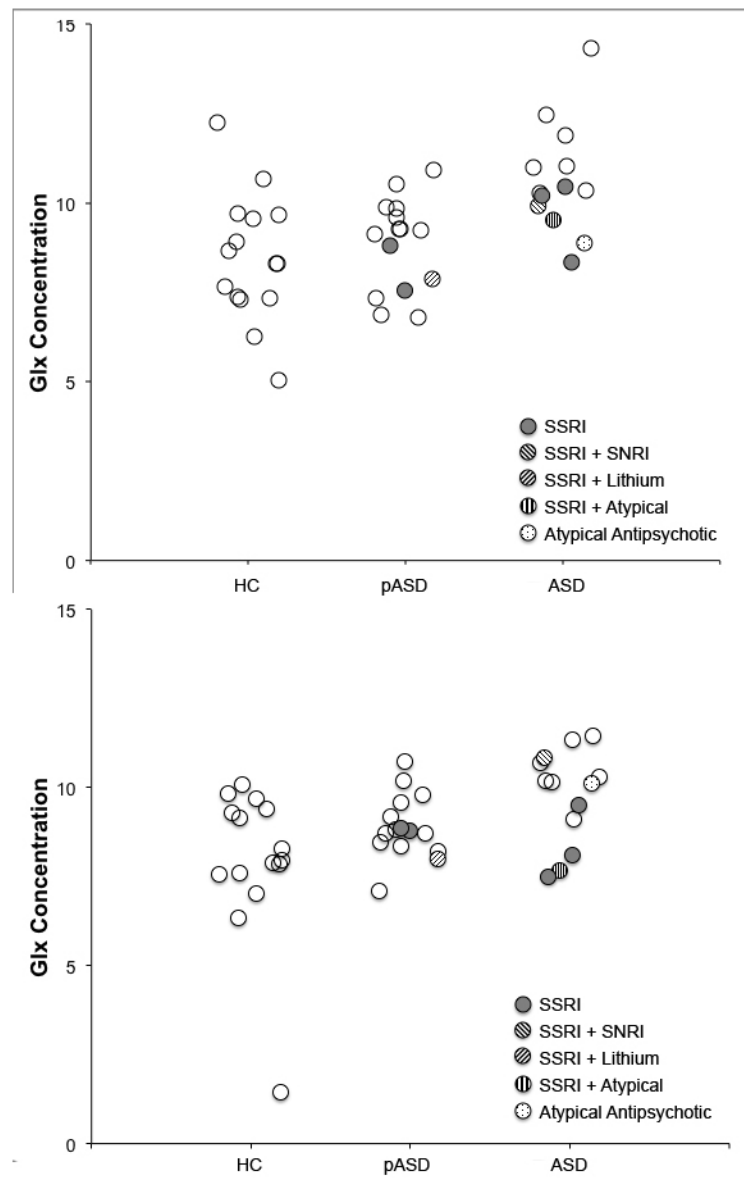 15
10
5
0
Glx Concentration
SSRI
SSRI + SNRI
SSRI + Lithium
SSRI + Atypical
Atypical Antipsychotic
HC pASD ASD
15
10
5
0
Glx Concentration
SSRI
SSRI + SNRI
SSRI + Lithium
SSRI + Atypical
Atypical Antipsychotic
HC pASD ASD